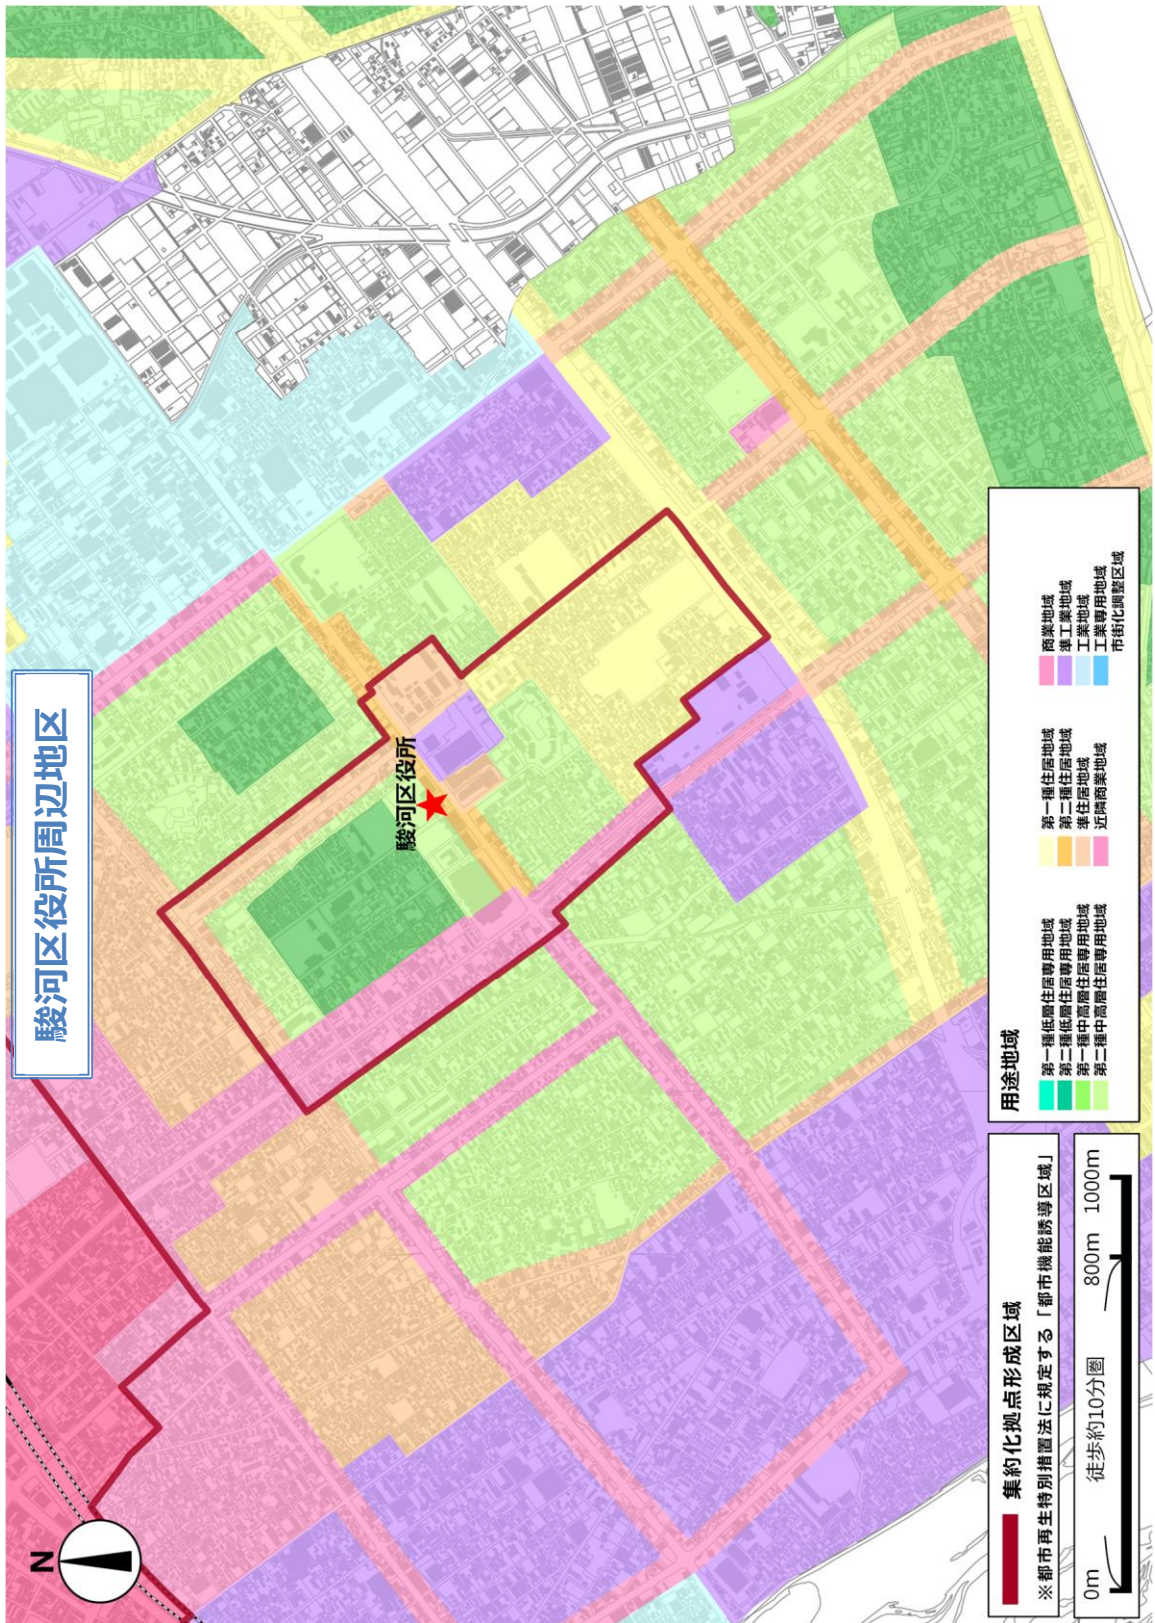 駿河区役所周辺地区
N
駿河区役所
集約化拠点形成区域
※都市再生特別措置法に規定する「都市機能誘導区域」
0m 徒歩約10分圏 800m 1000m
用途地域
第一種低層住居専用地域
第二種低層住居専用地域
第一種中高層住居専用地域
第二種中高層住居専用地域
第一種住居地域
第二種住居地域
準住居地域
近隣商業地域
商業地域
準工業地域
工業地域
工業専用地域
市街化調整区域